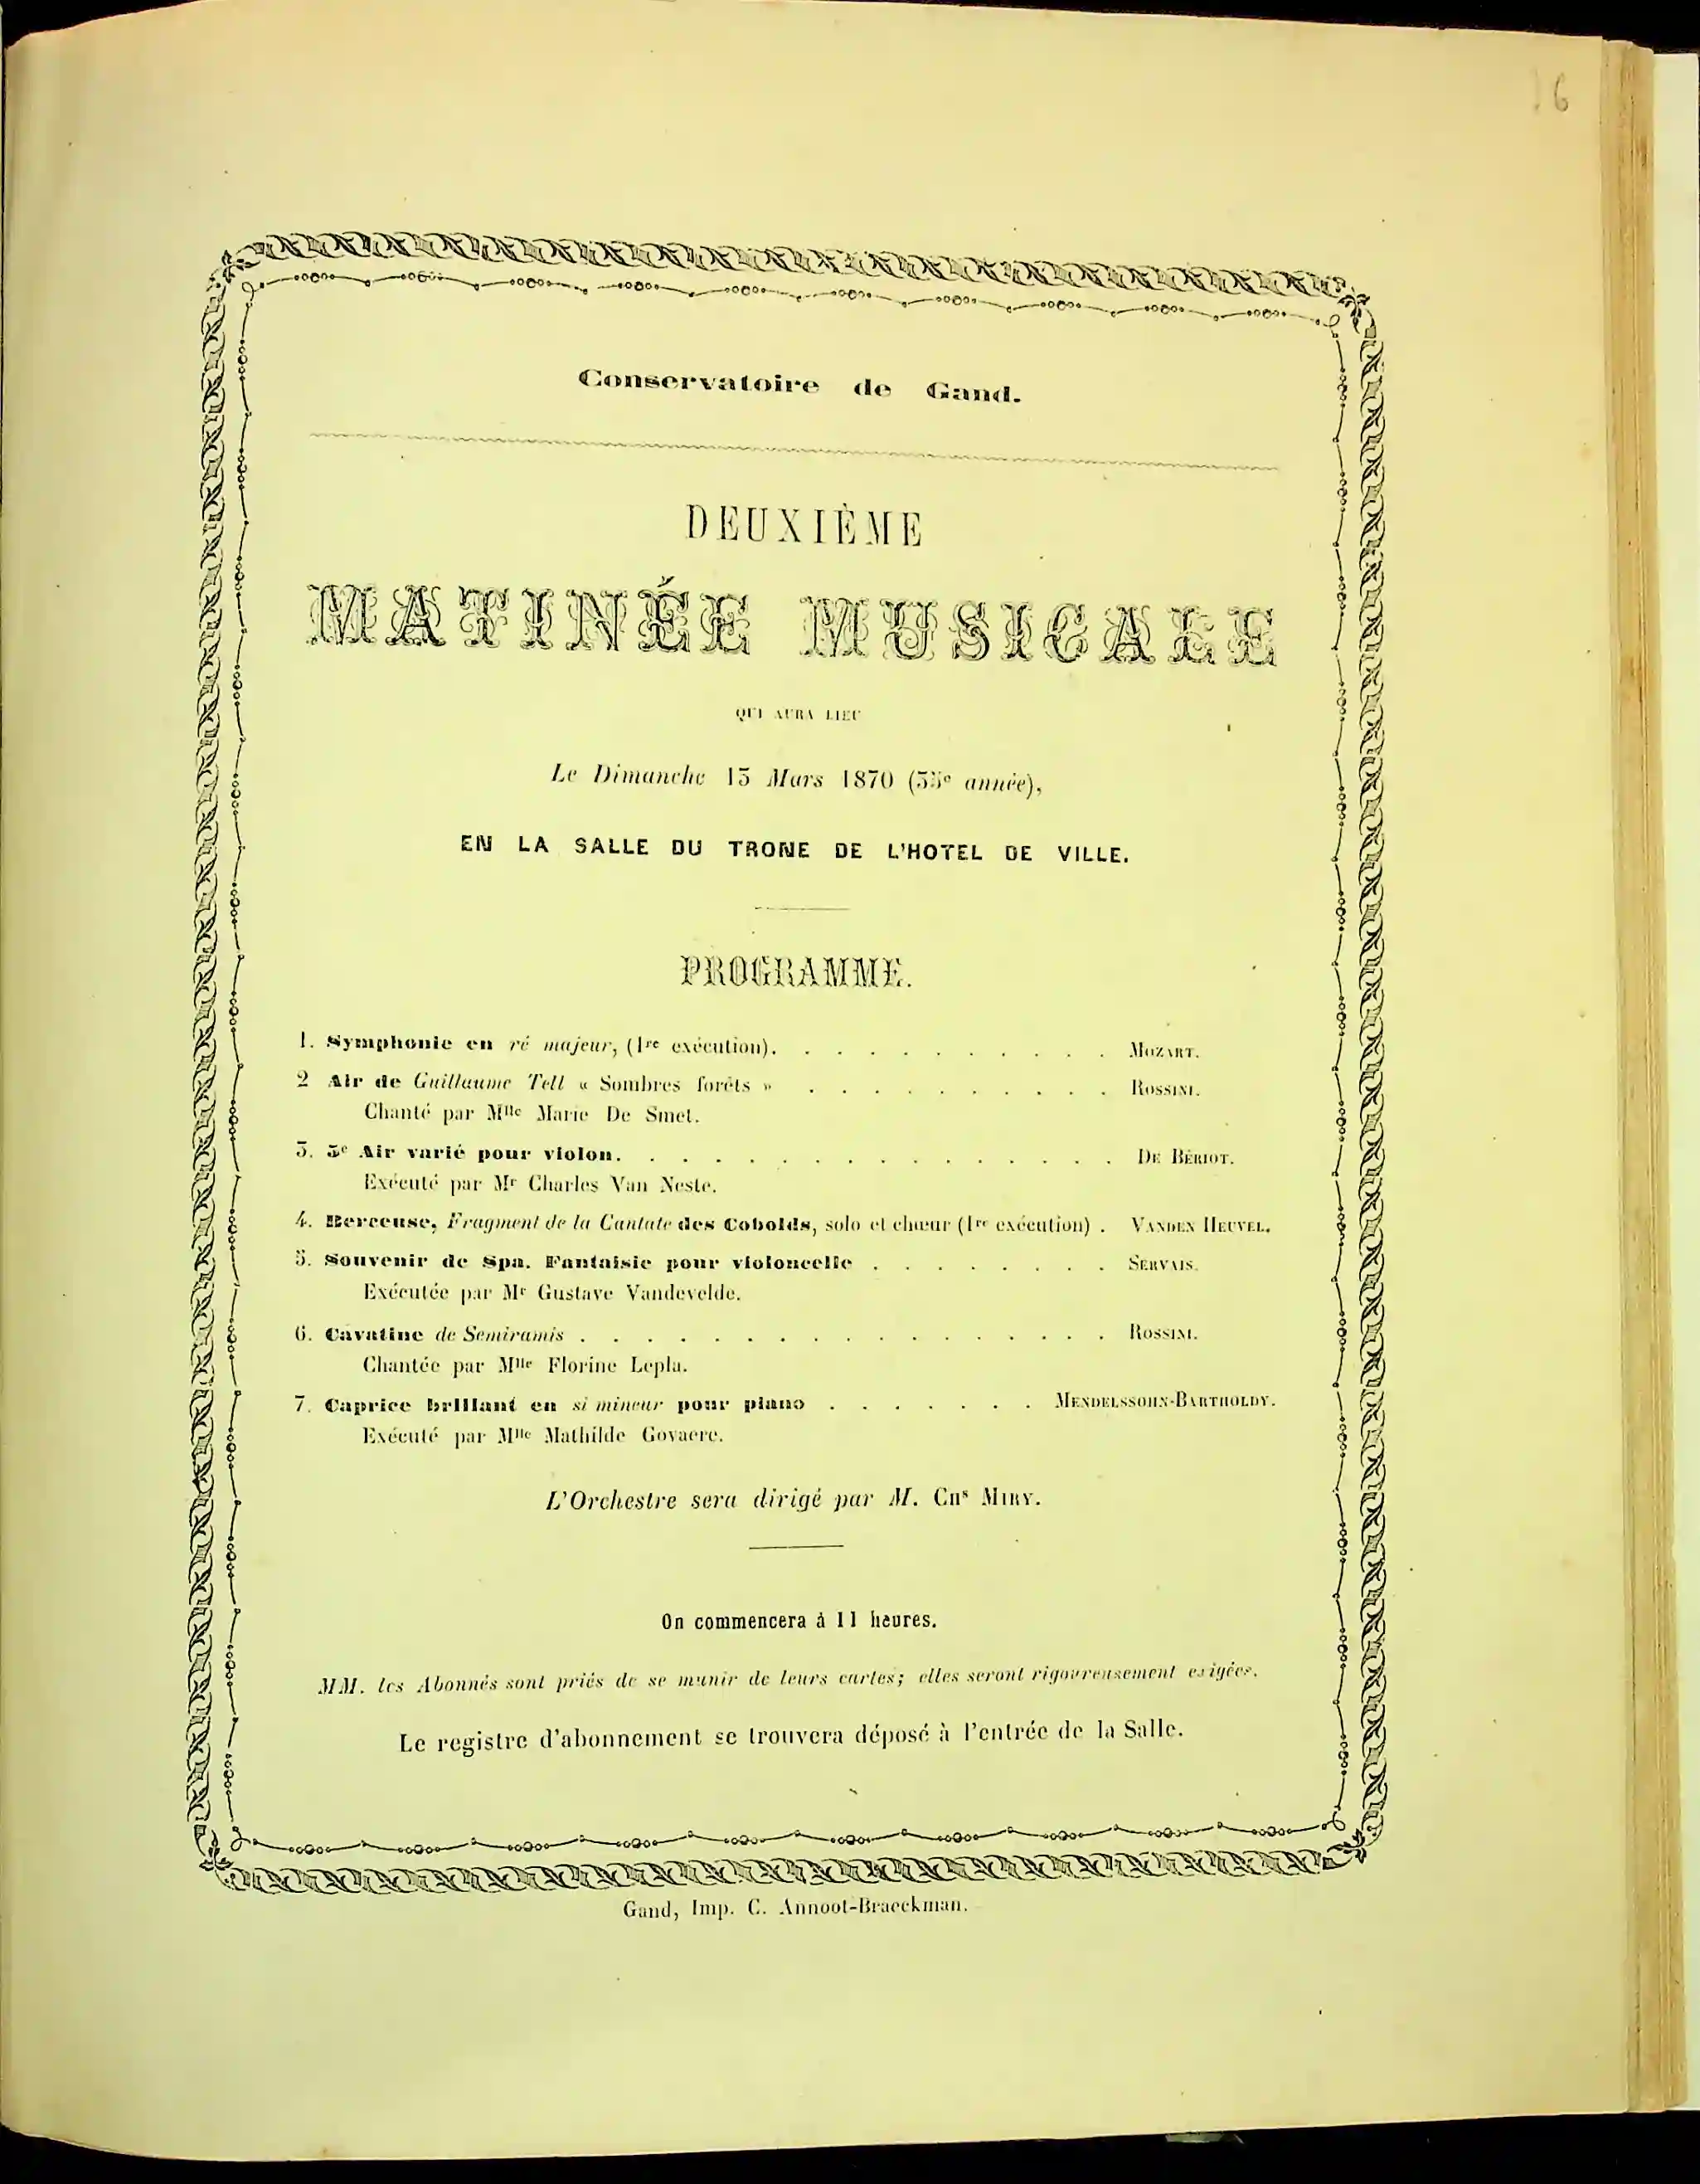 6
Conservatoire de Gand.
DEUXIÈME
MATINÉE MUSICALE
QUI AURA LIEU
Le Dimanche 13 Mars 1870 (35e année),
EN LA SALLE DU TRONE DE L'HOTEL DE VILLE.
PROGRAMME.
1. Symphonie en ré majeur, (1re exécution). . . . . . . . . . . MOZART.
2 Air de Guillaume Tell « Sombres forêts » . . . . . . . . . . ROSSINI.
Chanté par Mlle Marie De Smet.
3. 5e Air varié pour violon. . . . . . . . . . . . . . . . DE BÉRIOT.
Exécuté par Mr Charles Van Neste.
4. Berceuse, Fragment de la Cantate des Cobolds, solo et chœur (1re exécution) . VANDEN HEUVEL.
5. Souvenir de Spa. Fantaisie pour violoncelle . . . . . . . . SERVAIS.
Exécutée par Mr Gustave Vandevelde.
6. Cavatine de Semiramis . . . . . . . . . . . . . . . . . ROSSINI.
Chantée par Mlle Florine Lepla.
7. Caprice brillant en si mineur pour piano . . . . . . . MENDELSSOHN-BARTHOLDY.
Exécuté par Mlle Mathilde Govaere.
L'Orchestre sera dirigé par M. CHs MIRY.
On commencera à 11 heures.
MM. les Abonnés sont priés de se munir de leurs cartes; elles seront rigoureusement exigées.
Le registre d'abonnement se trouvera déposé à l'entrée de la Salle.
Gand, Imp. C. Annoot-Braeckman.